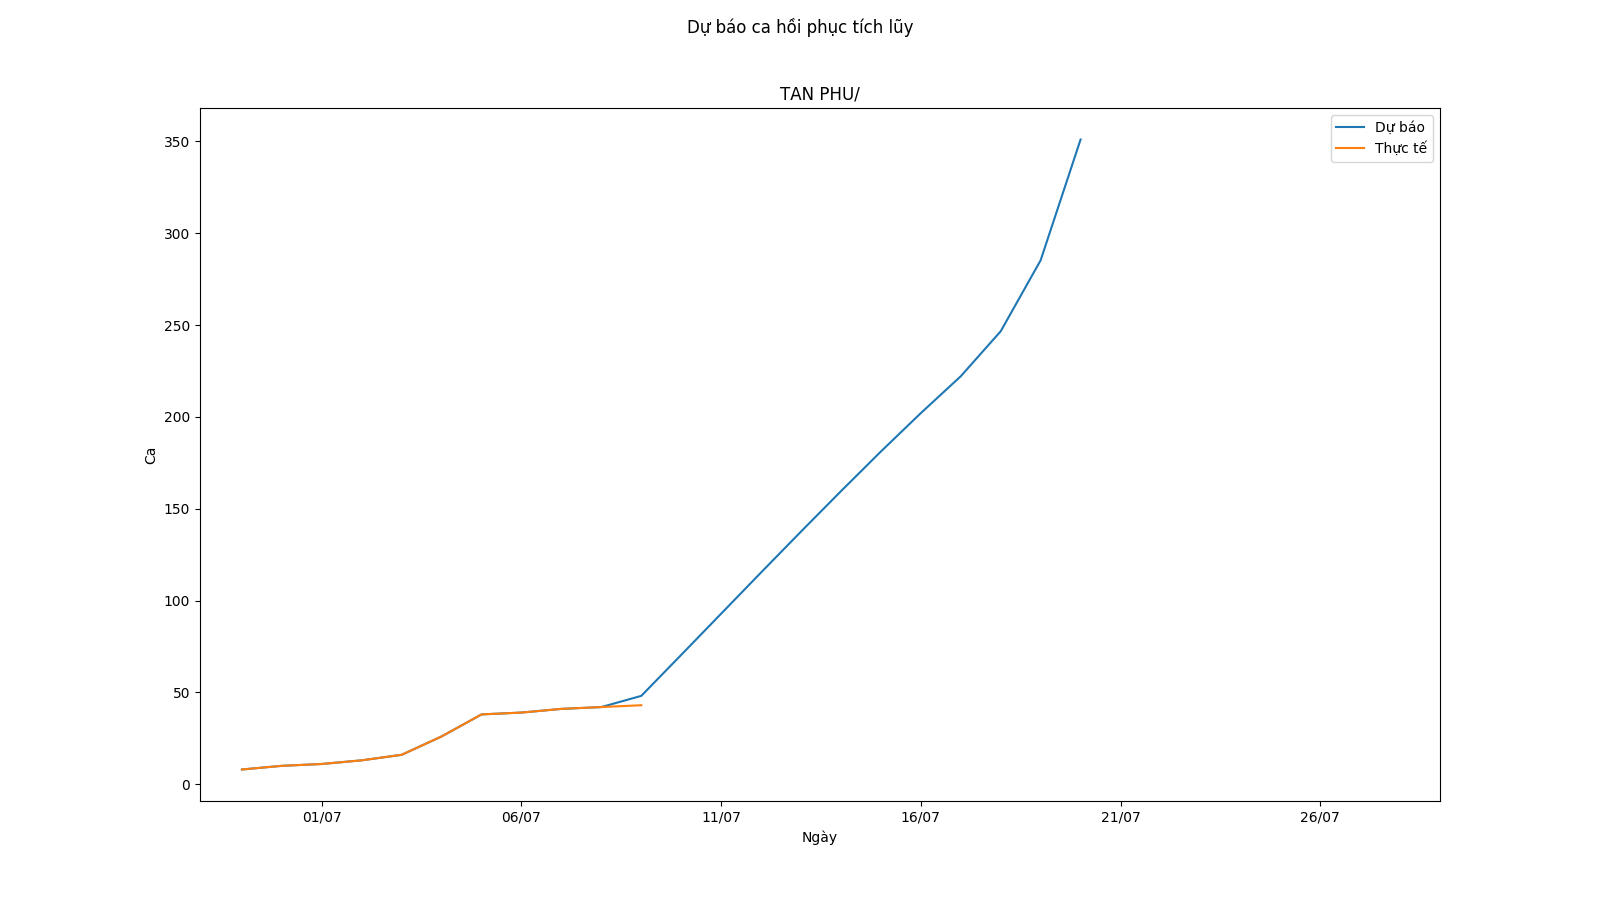 Dự báo ca hồi phục tích lũy
TAN PHU/
Dự báo
Thực tế
350
300
250
200
150
100
50
0
Ca
01/07
06/07
11/07
16/07
21/07
26/07
Ngày